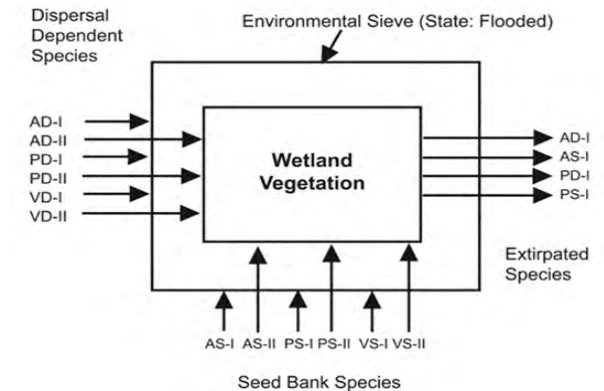 Dispersal
Dependent
Species
Environmental Sieve (State: Flooded)
AD-I
AD-II
PD-I
PD-II
VD-I
VD-II
Wetland
Vegetation
AD-I
AS-I
PD-I
PS-I
Extirpated
Species
AS-I AS-II PS-I PS-II VS-I VS-II
Seed Bank Species